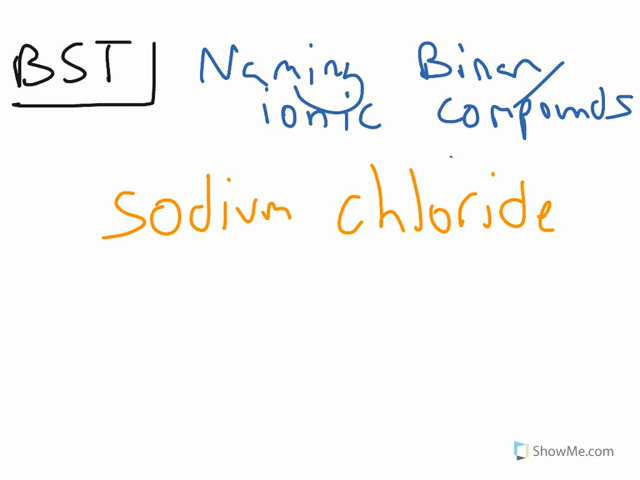 BST Naming Binary
ionic compounds
sodium chloride
ShowMe.com